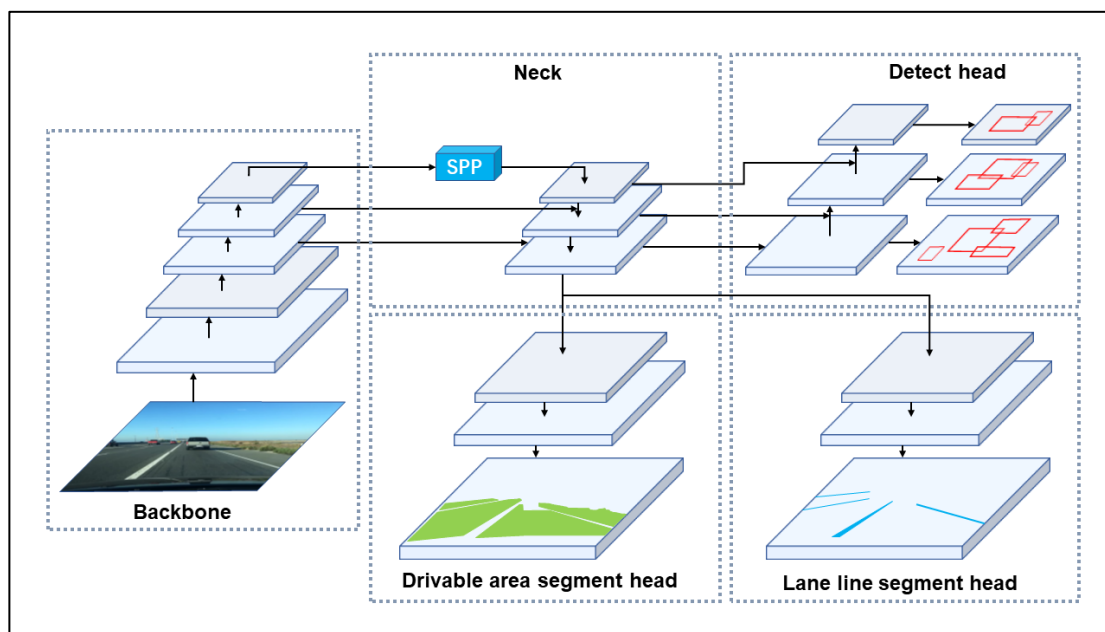 Neck
Detect head
SPP
Backbone
Drivable area segment head
Lane line segment head